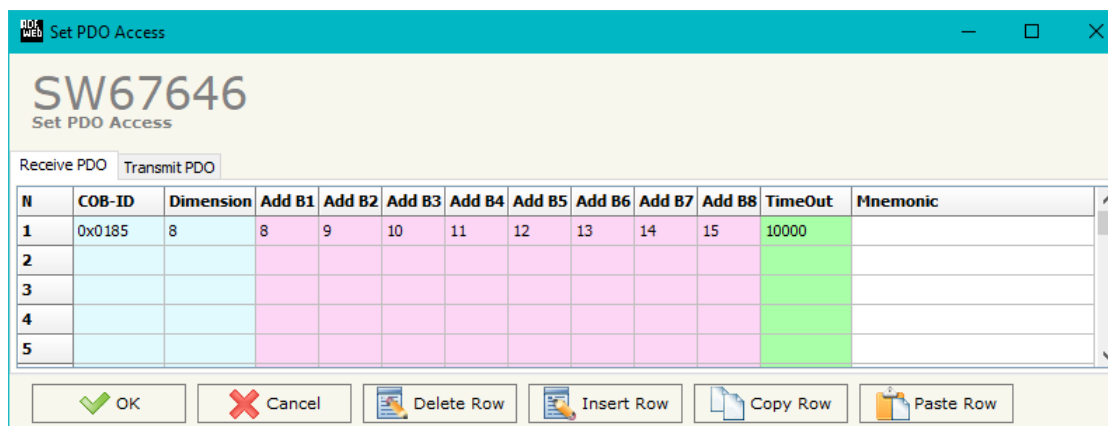 ADF WEB Set PDO Access
SW67646
Set PDO Access
Receive PDO Transmit PDO
N COB-ID Dimension Add B1 Add B2 Add B3 Add B4 Add B5 Add B6 Add B7 Add B8 TimeOut Mnemonic
1 0x0185 8 8 9 10 11 12 13 14 15 10000
2
3
4
5
OK Cancel Delete Row Insert Row Copy Row Paste Row